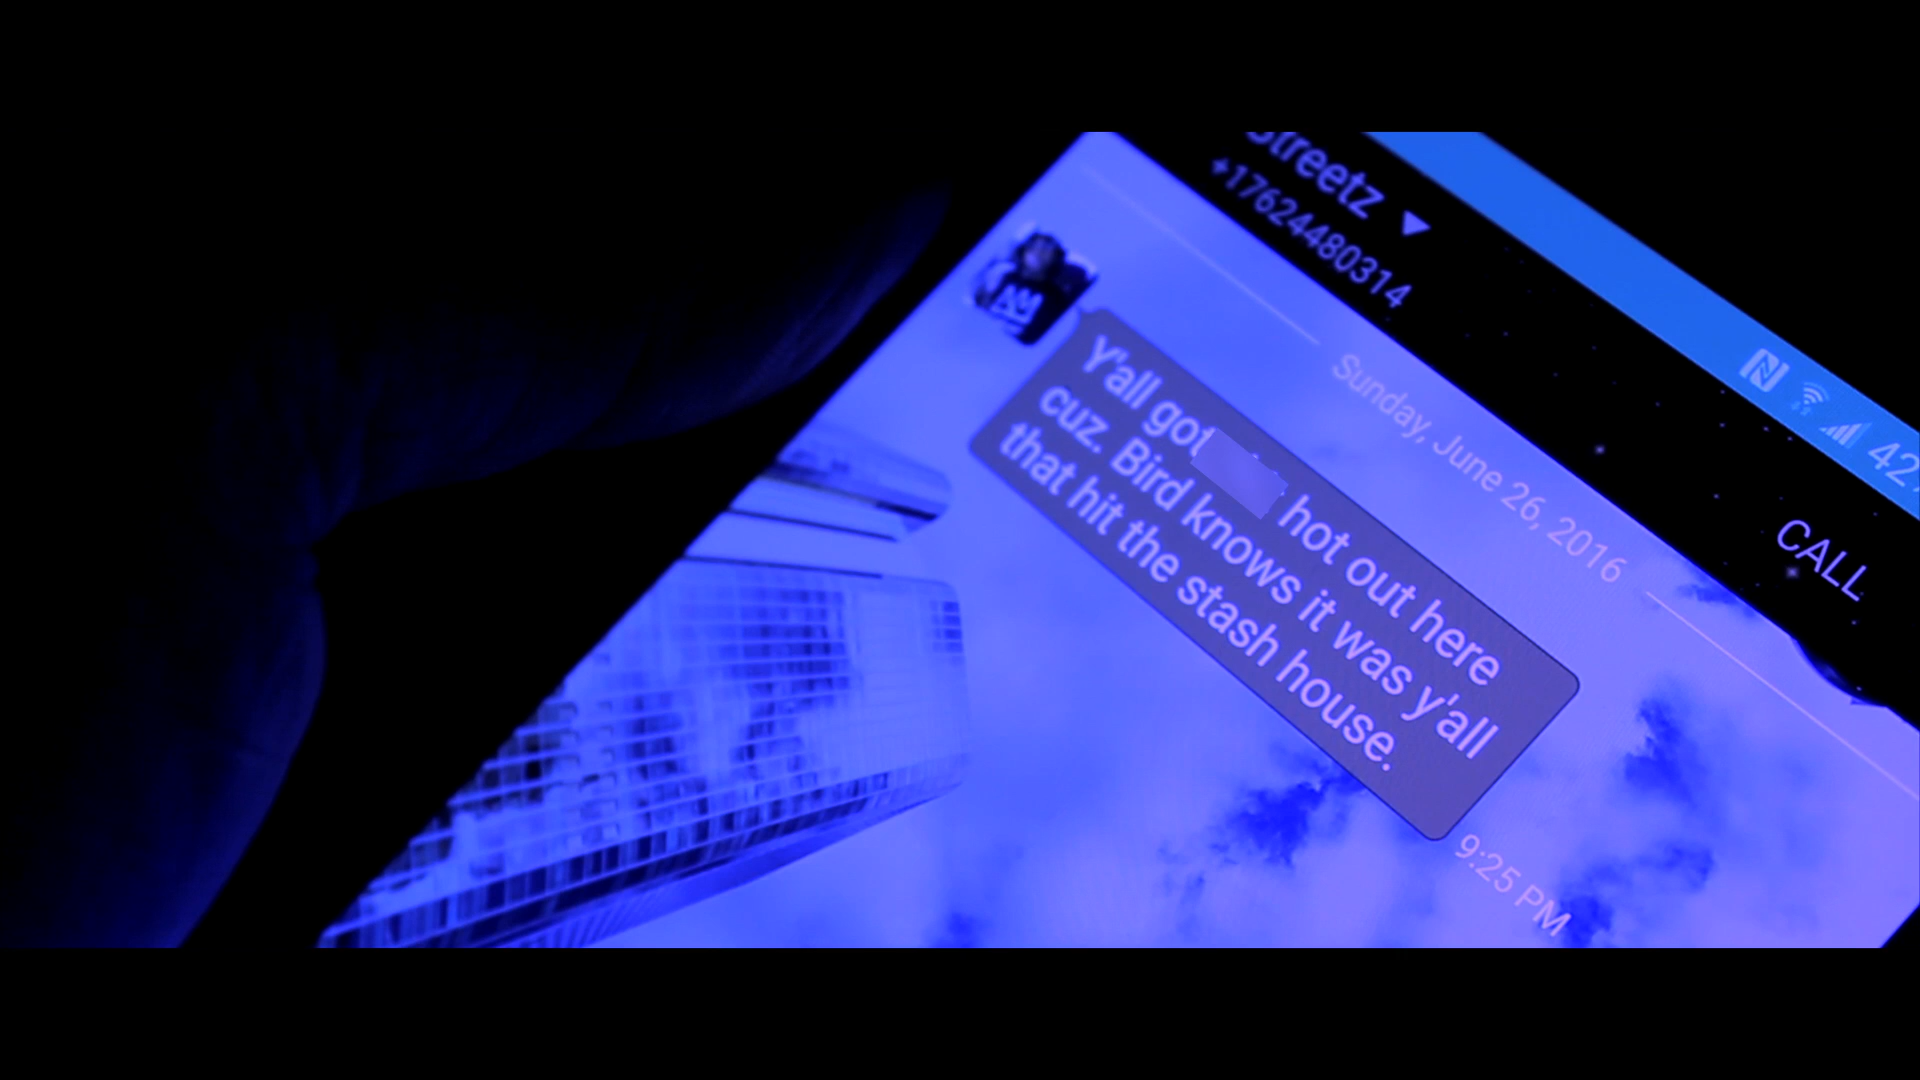 Streetz
+17624480314
CALL
Sunday, June 26, 2016
Y'all got hot out here
cuz. Bird knows it was y'all
that hit the stash house.
9:25 PM